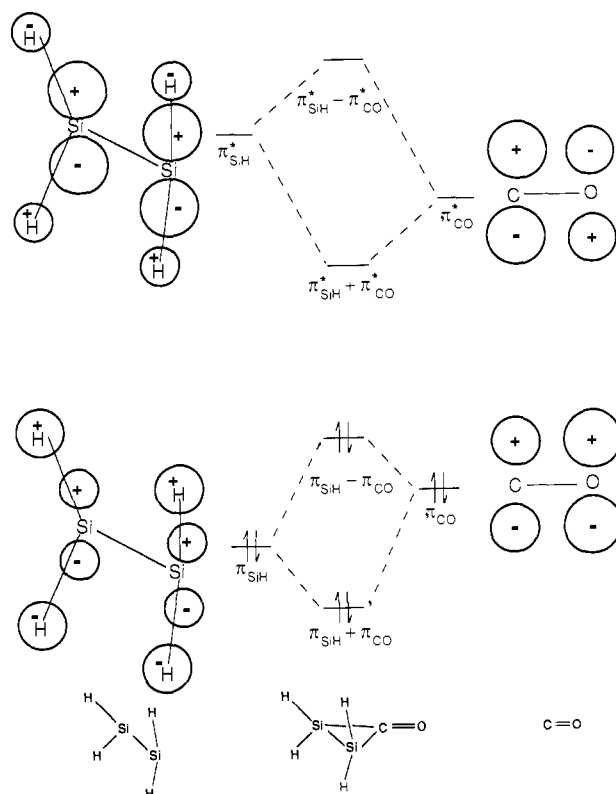 - H
+ Si - Si + -
+ H
- H
+ H
π*SiH
π*SiH − π*CO
π*CO
π*SiH + π*CO
+ -
C O
- +
+ H
+ Si - Si + -
- H
+ H
- H
πSiH
πSiH − πCO
πCO
πSiH + πCO
+ +
C O
- -
H H
Si Si
H H
H H
Si Si C=O
H H
C=O